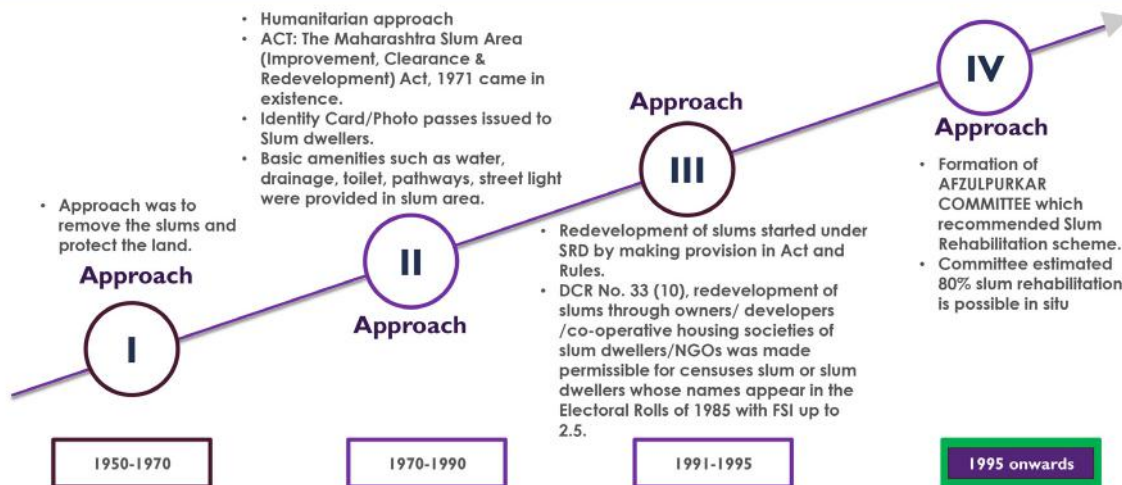 • Approach was to
remove the slums and
protect the land.
Approach
I
1950-1970
• Humanitarian approach
• ACT: The Maharashtra Slum Area
(Improvement, Clearance &
Redevelopment) Act, 1971 came in
existence.
• Identity Card/Photo passes issued to
Slum dwellers.
• Basic amenities such as water,
drainage, toilet, pathways, street light
were provided in slum area.
II
Approach
1970-1990
Approach
III
• Redevelopment of slums started under
SRD by making provision in Act and
Rules.
• DCR No. 33 (10), redevelopment of
slums through owners/ developers
/co-operative housing societies of
slum dwellers/NGOs was made
permissible for censuses slum or slum
dwellers whose names appear in the
Electoral Rolls of 1985 with FSI up to
2.5.
1991-1995
IV
Approach
• Formation of
AFZULPURKAR
COMMITTEE which
recommended Slum
Rehabilitation scheme.
• Committee estimated
80% slum rehabilitation
is possible in situ
1995 onwards